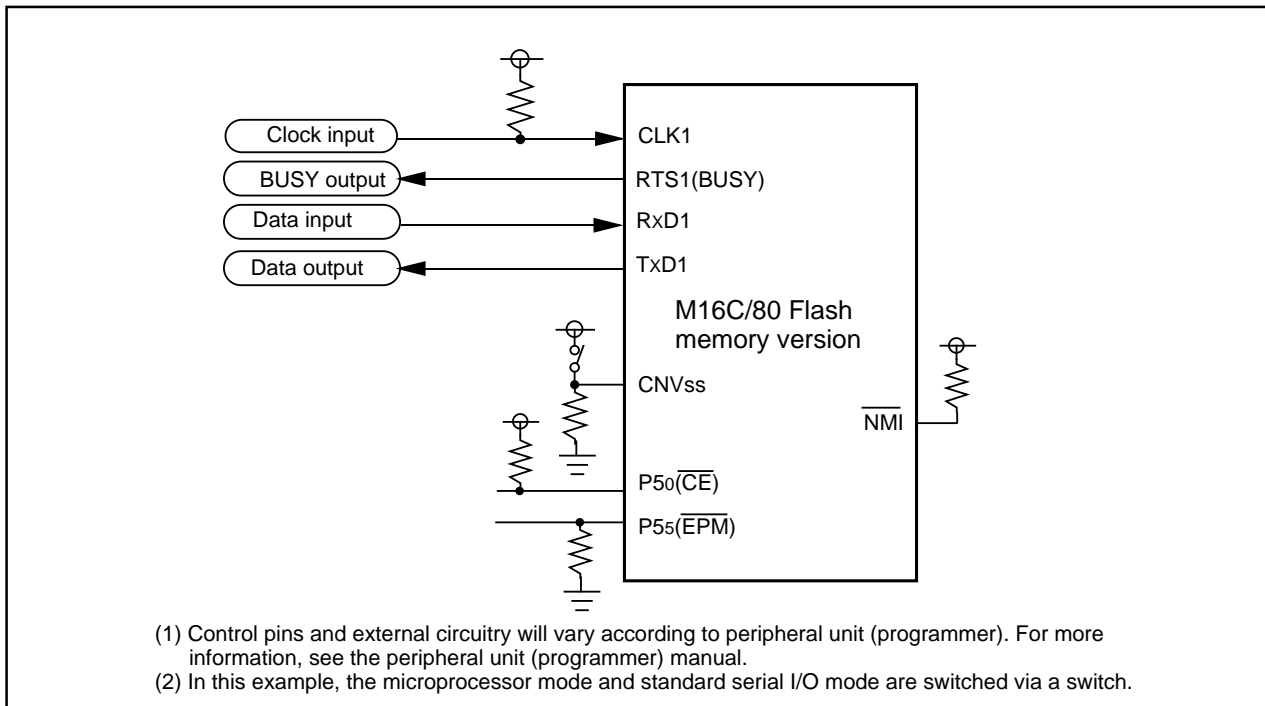 Clock input
CLK1
BUSY output
RTS1(BUSY)
Data input
RxD1
Data output
TxD1
M16C/80 Flash
memory version
CNVss
NMI
P50(CE)
P55(EPM)
(1) Control pins and external circuitry will vary according to peripheral unit (programmer). For more
information, see the peripheral unit (programmer) manual.
(2) In this example, the microprocessor mode and standard serial I/O mode are switched via a switch.